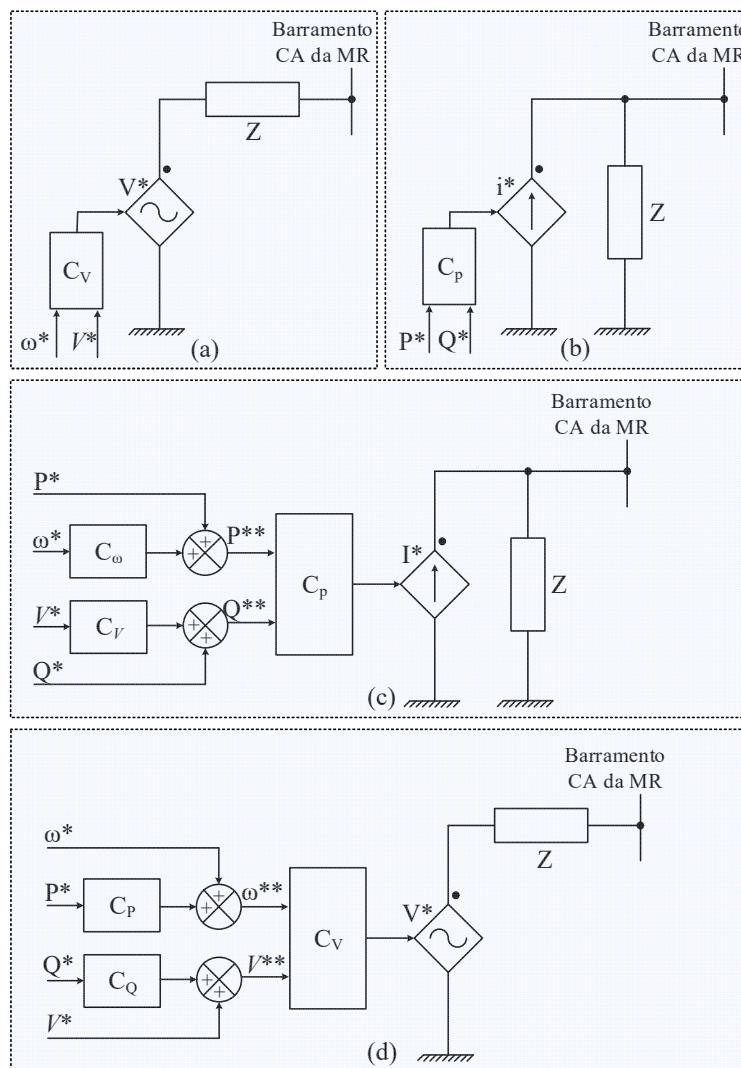 Barramento
CA da MR
Z
V*
C_V
ω*
V*
(a)
Barramento
CA da MR
i*
Z
C_p
P*
Q*
(b)
Barramento
CA da MR
P*
ω*
C_ω
P**
I*
C_p
Z
V*
C_V
Q**
Q*
(c)
Barramento
CA da MR
ω*
Z
P*
C_P
ω**
V*
C_V
Q*
C_Q
V**
V*
(d)